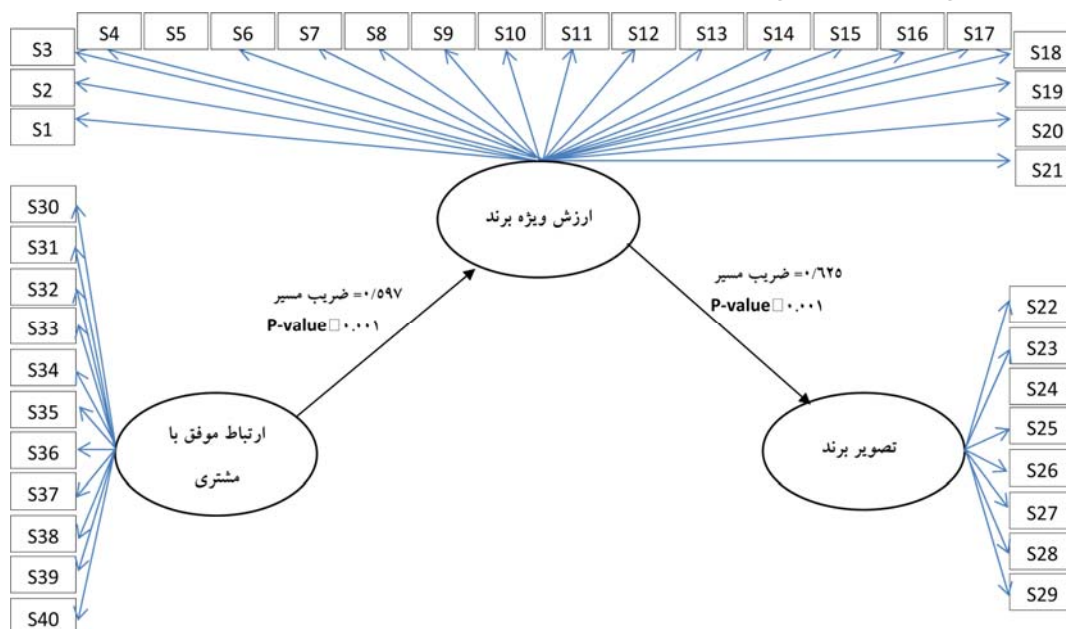 S3
S4
S5
S6
S7
S8
S9
S10
S11
S12
S13
S14
S15
S16
S17
S18
S2
S19
S1
S20
S21
ارزش ویژه برند
S30
S31
S32
S33
S34
S35
S36
S37
S38
S39
S40
۰/۵۹۷= ضریب مسیر
P-value□۰.۰۰۱
۰/٦٢٥= ضریب مسیر
P-value□۰.۰۰۱
ارتباط موفق با
مشتری
تصویر برند
S22
S23
S24
S25
S26
S27
S28
S29